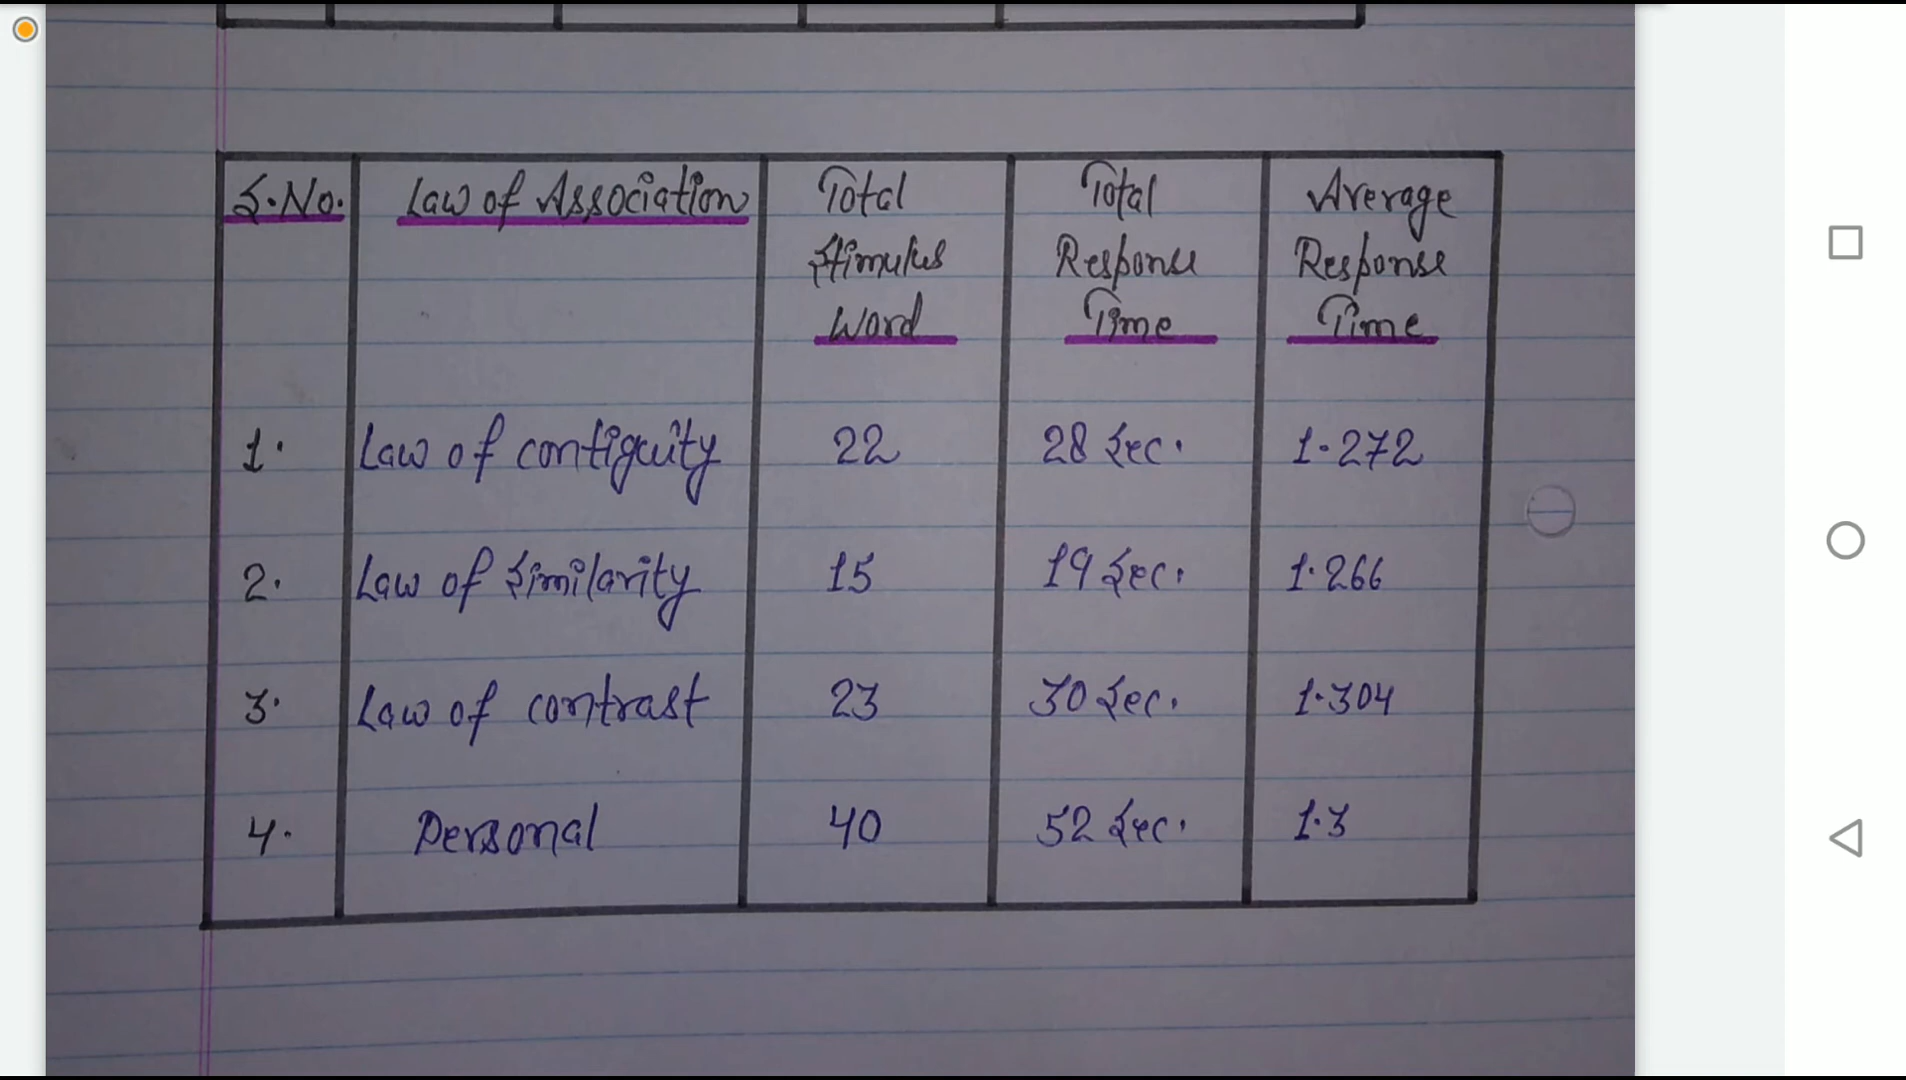 S.No. Law of Association Total Stimulus Word Total Response Time Average Response Time
1. Law of contiguity 22 28 Sec. 1.272
2. Law of Similarity 15 19 Sec. 1.266
3. Law of contrast 23 30 Sec. 1.304
4. Personal 40 52 Sec. 1.3